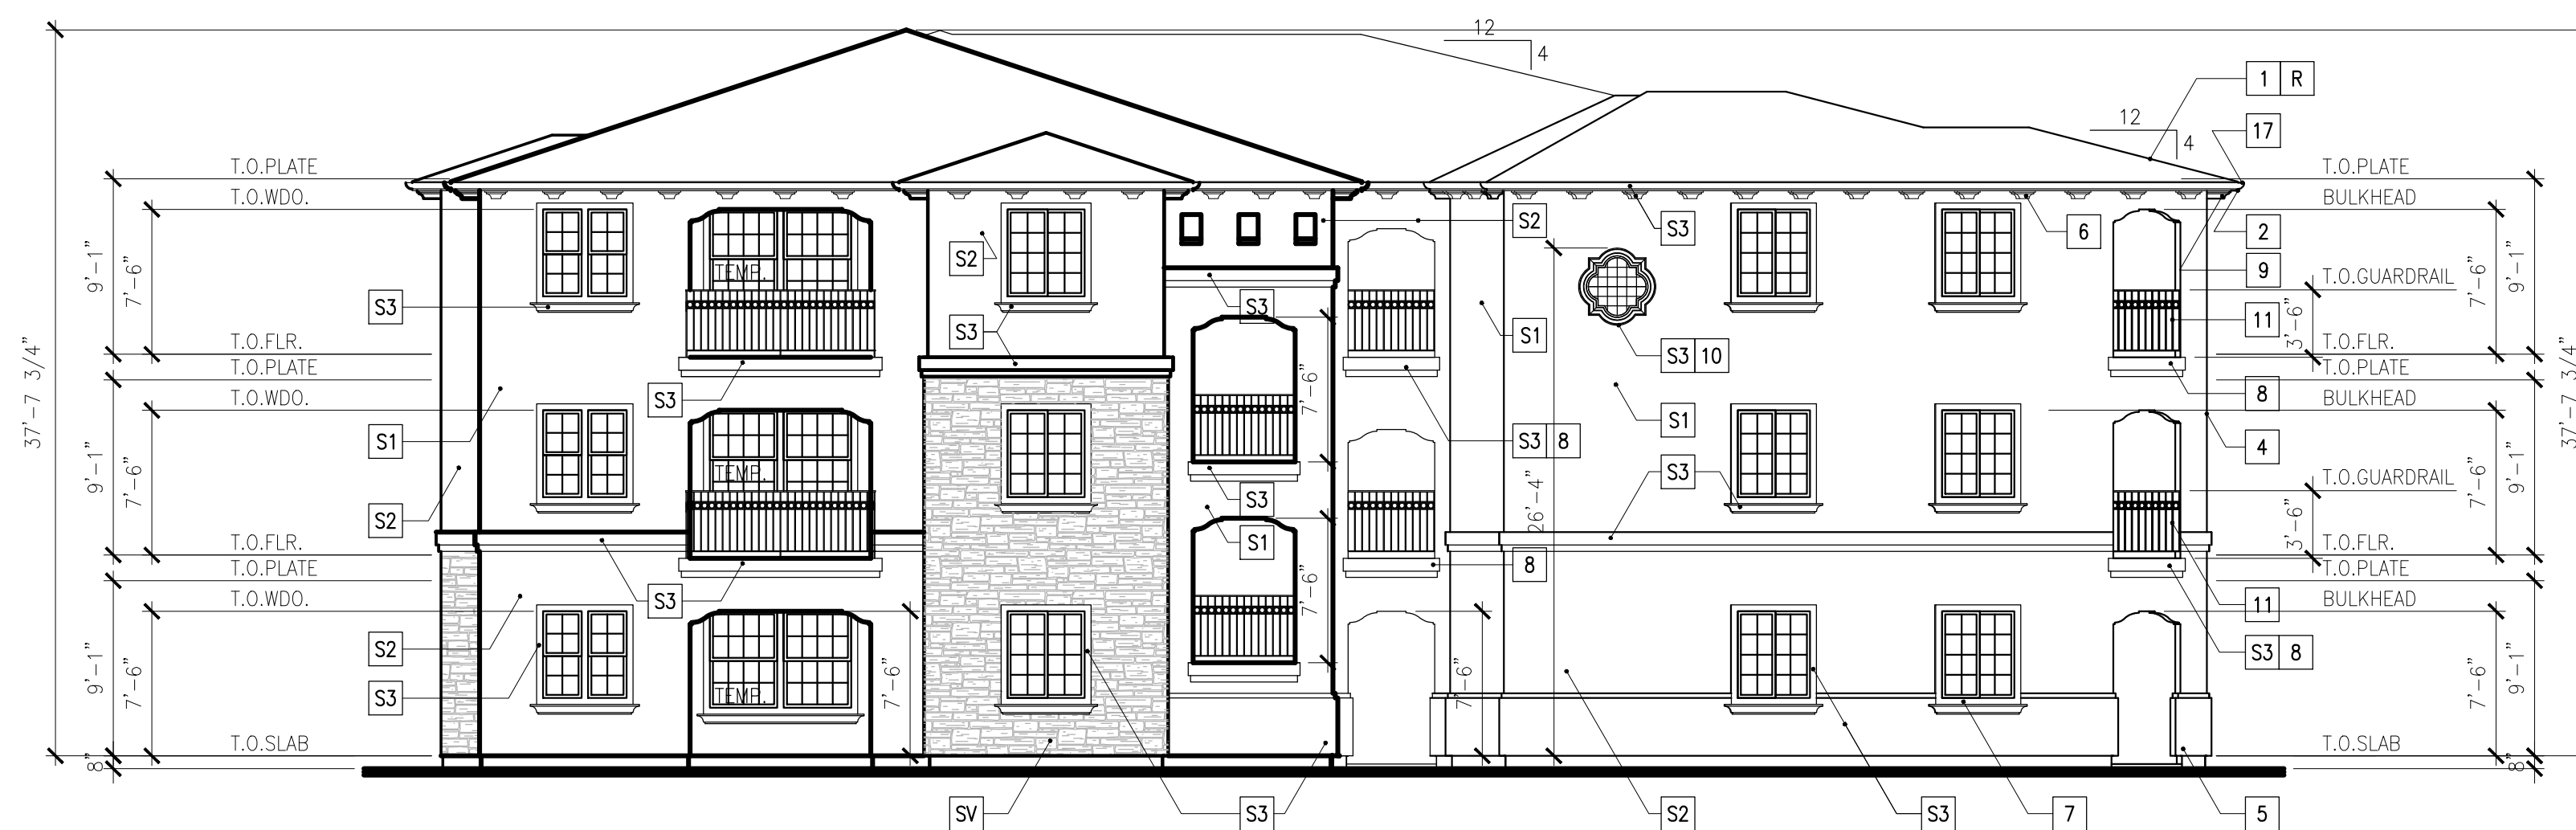 12
4
1 R
12
4
17
T.O.PLATE
T.O.WDO.
9'-1"
7'-6"
T.O.FLR.
T.O.PLATE
T.O.WDO.
9'-1"
7'-6"
T.O.FLR.
T.O.PLATE
T.O.WDO.
9'-1"
7'-6"
T.O.SLAB
8"
37'-7 3/4"
S3
S1
S2
S2
S3
TEMP.
S3
TEMP.
S3
TEMP.
7'-6"
S2
S3
S3
7'-6"
S3
S1
7'-6"
S2
S3
S1
S3 10
S3 8
S1
S3
26'-4"
8
7'-6"
6
2
9
11
8
4
11
S3 8
T.O.PLATE
BULKHEAD
T.O.GUARDRAIL
3'-6"
7'-6"
9'-1"
T.O.FLR.
T.O.PLATE
BULKHEAD
T.O.GUARDRAIL
3'-6"
7'-6"
9'-1"
T.O.FLR.
T.O.PLATE
BULKHEAD
7'-6"
9'-1"
T.O.SLAB
8"
37'-7 3/4"
SV
S3
S2
S3
7
5